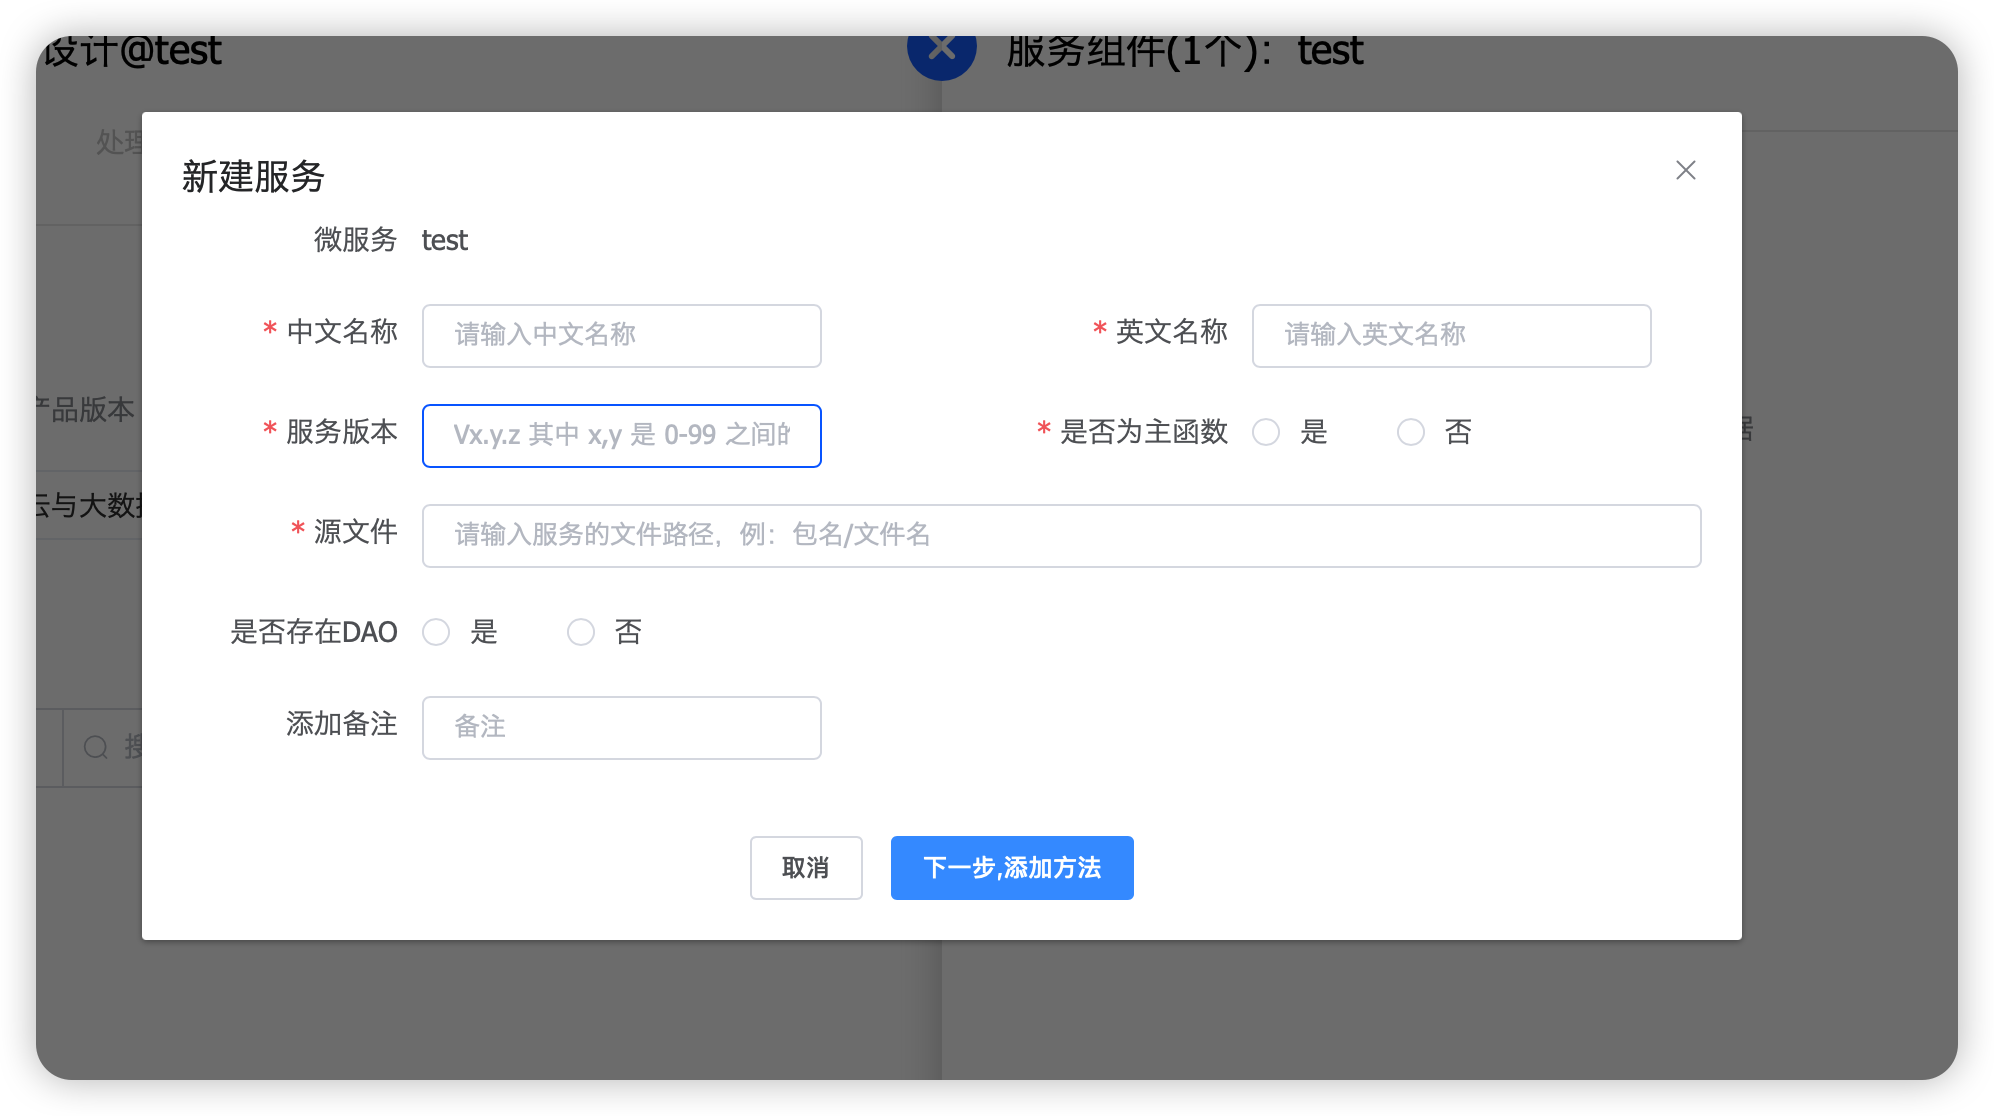 设计@test
服务组件(1个)：test
处理
新建服务
微服务 test
* 中文名称 请输入中文名称
* 英文名称 请输入英文名称
* 服务版本 Vx.y.z 其中 x,y 是 0-99 之间的
* 是否为主函数 是 否
产品版本
云与大数据
* 源文件 请输入服务的文件路径，例：包名/文件名
是否存在DAO 是 否
添加备注 备注
搜
取消 下一步,添加方法